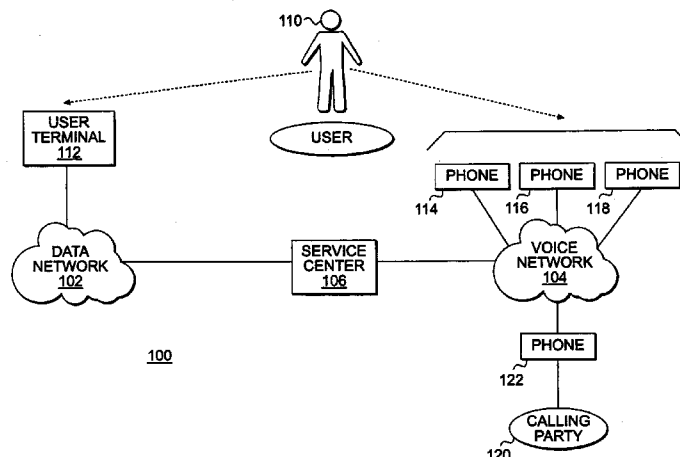 110
USER
TERMINAL
112
USER
PHONE
PHONE
PHONE
114
116
118
DATA
NETWORK
102
SERVICE
CENTER
106
VOICE
NETWORK
104
100
PHONE
122
CALLING
PARTY
120